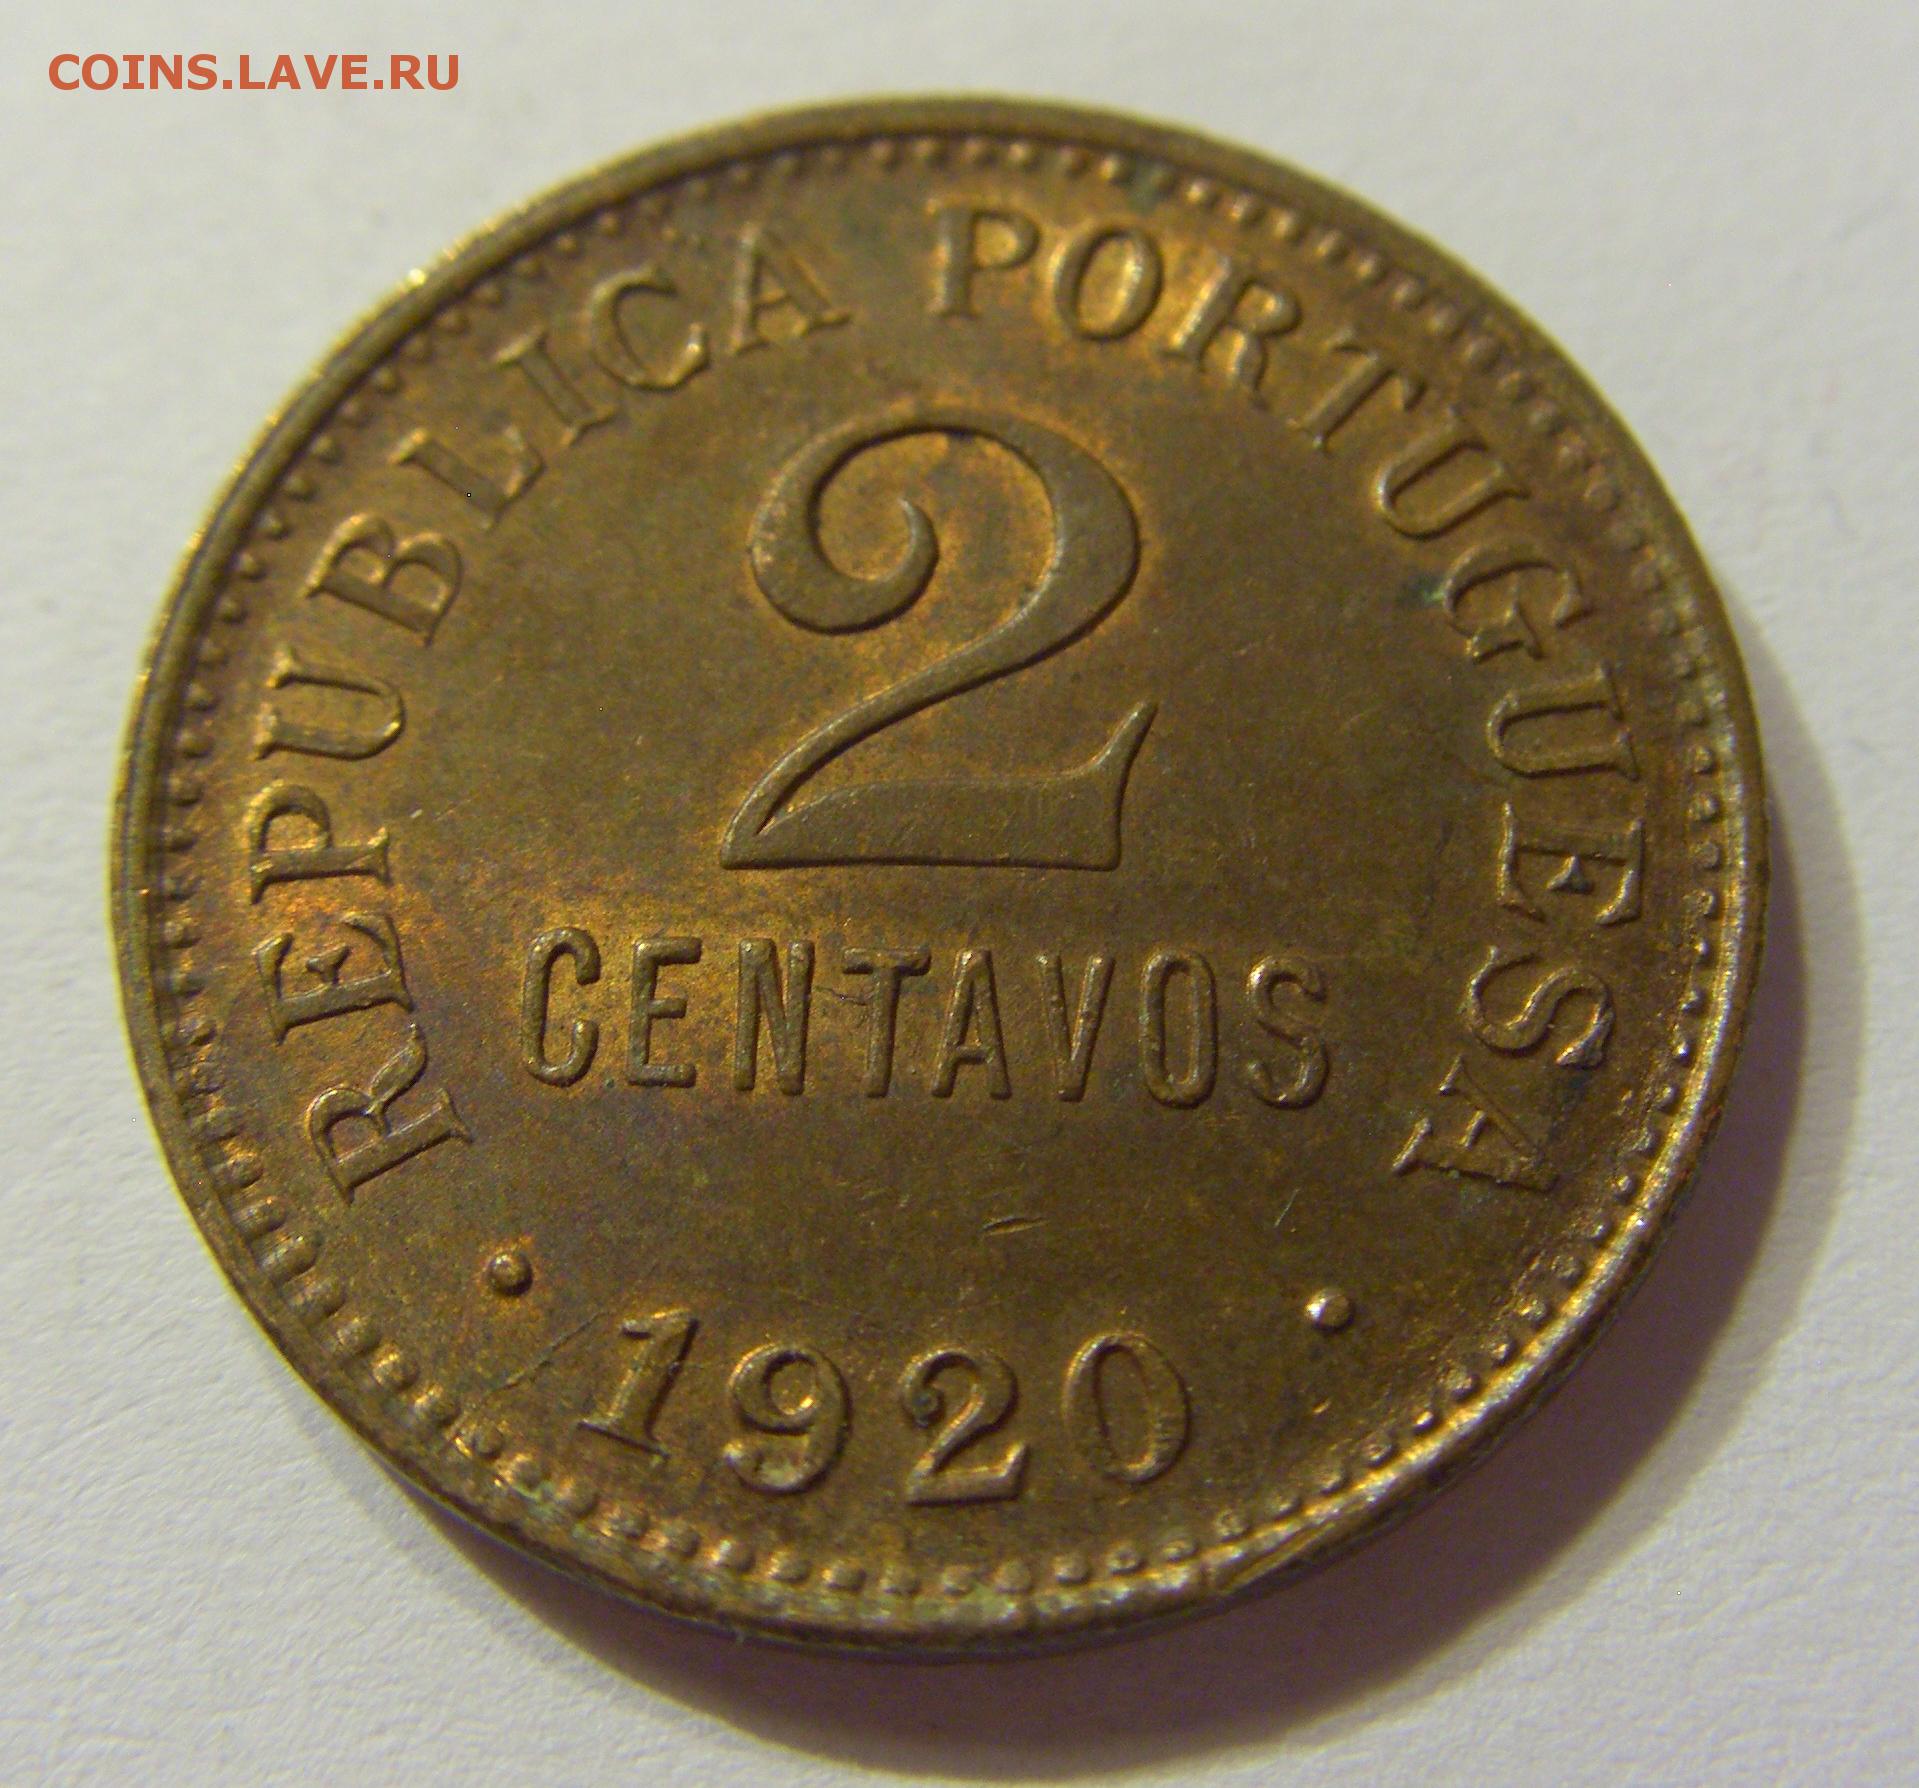 COINS.LAVE.RU
REPUBLICA PORTUGUESA
2
CENTAVOS
· 1920 ·